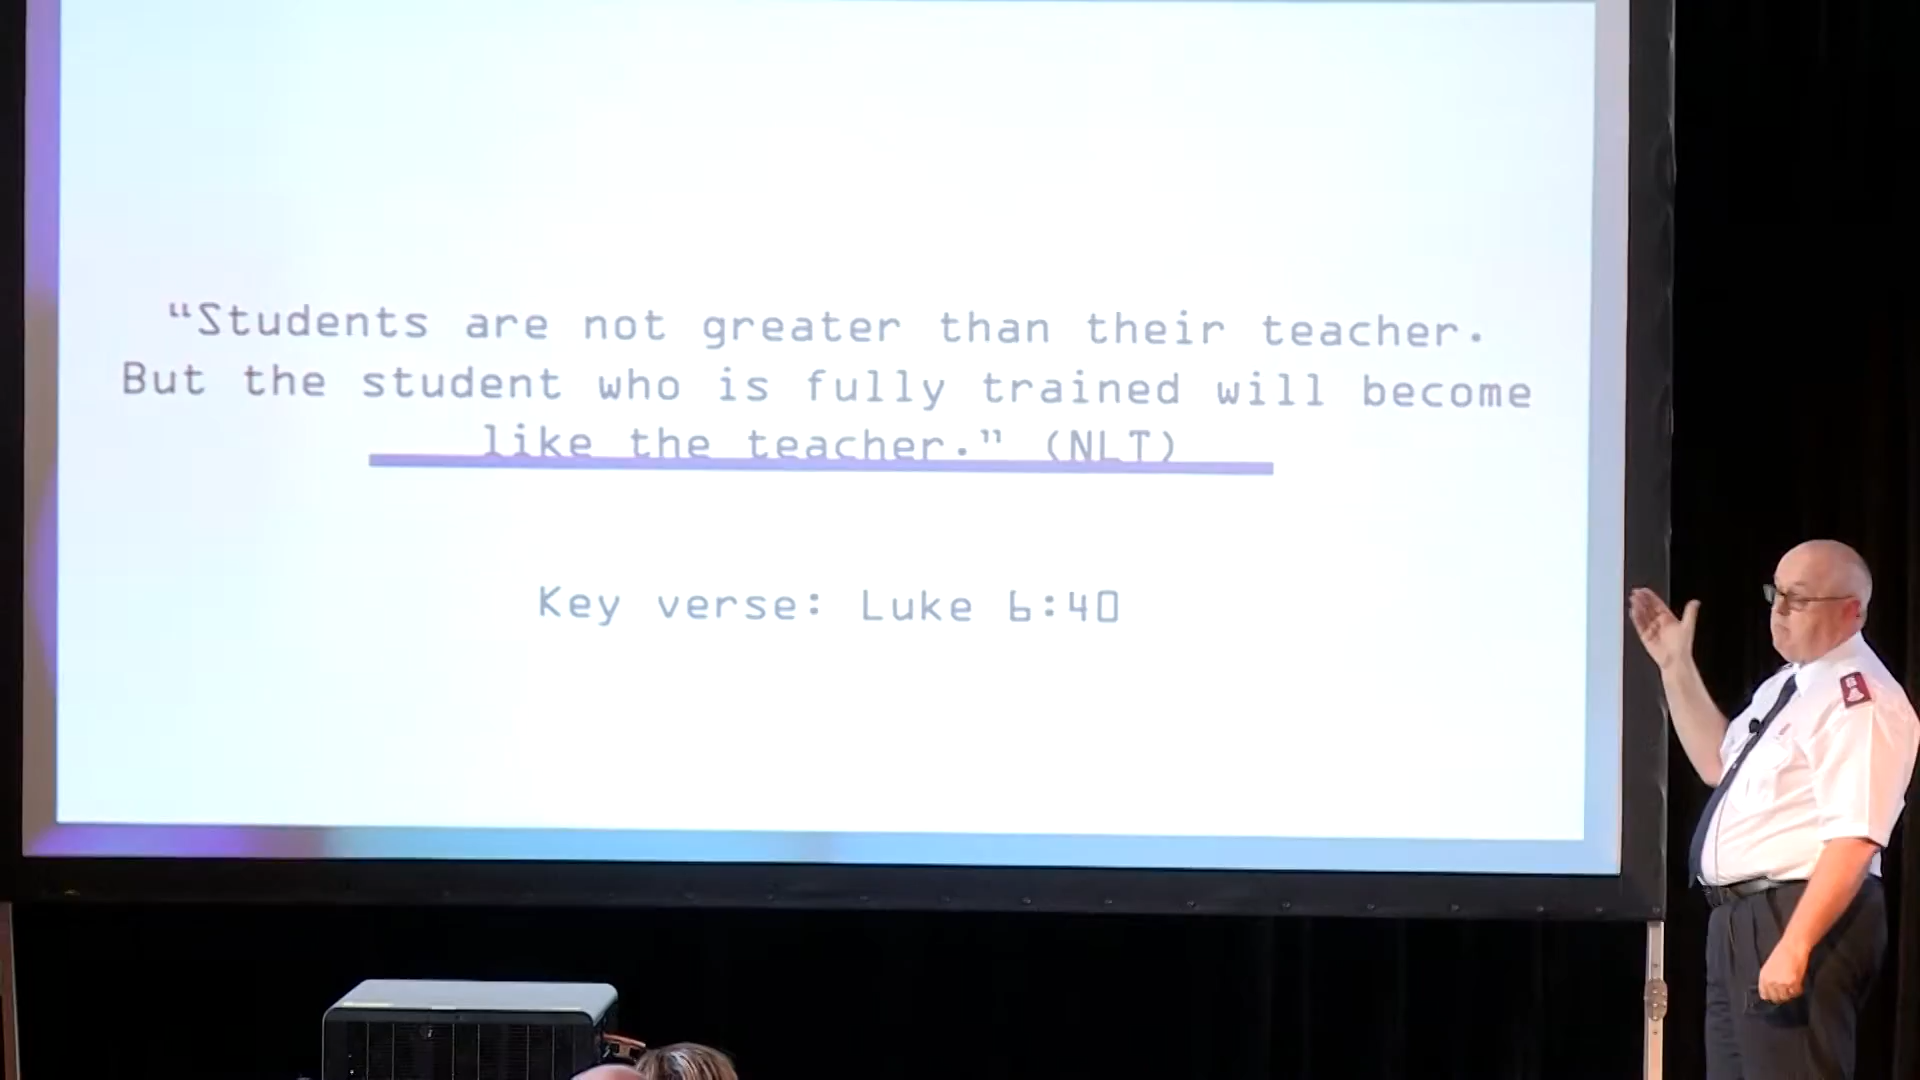 “Students are not greater than their teacher.
But the student who is fully trained will become
like the teacher.” (NLT)
Key verse: Luke 6:40